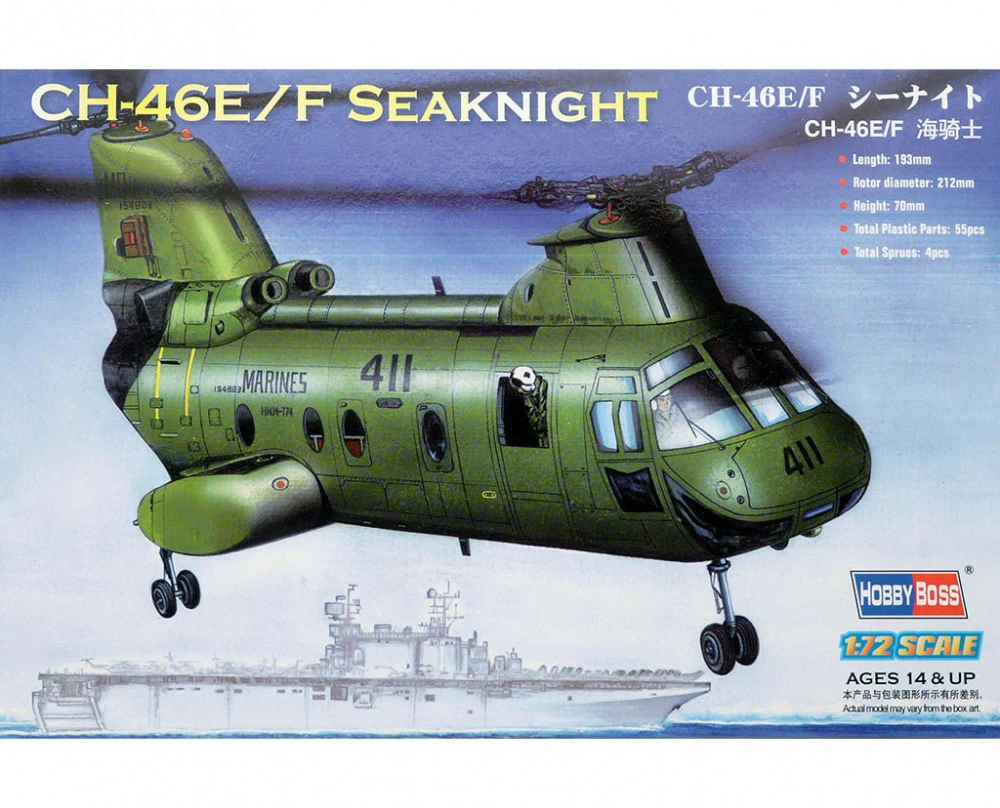 CH-46E/F SEAKNIGHT
CH-46E/F シーナイト
CH-46E/F 海骑士
Length: 193mm
Rotor diameter: 212mm
Height: 70mm
Total Plastic Parts: 55pcs
Total Sprues: 4pcs
154803
MARINES
411
HMM-774
411
HOBBY BOSS ®
1:72 SCALE
AGES 14 & UP
本产品与包装图形所示有所差别。
Actual model may vary from the box art.